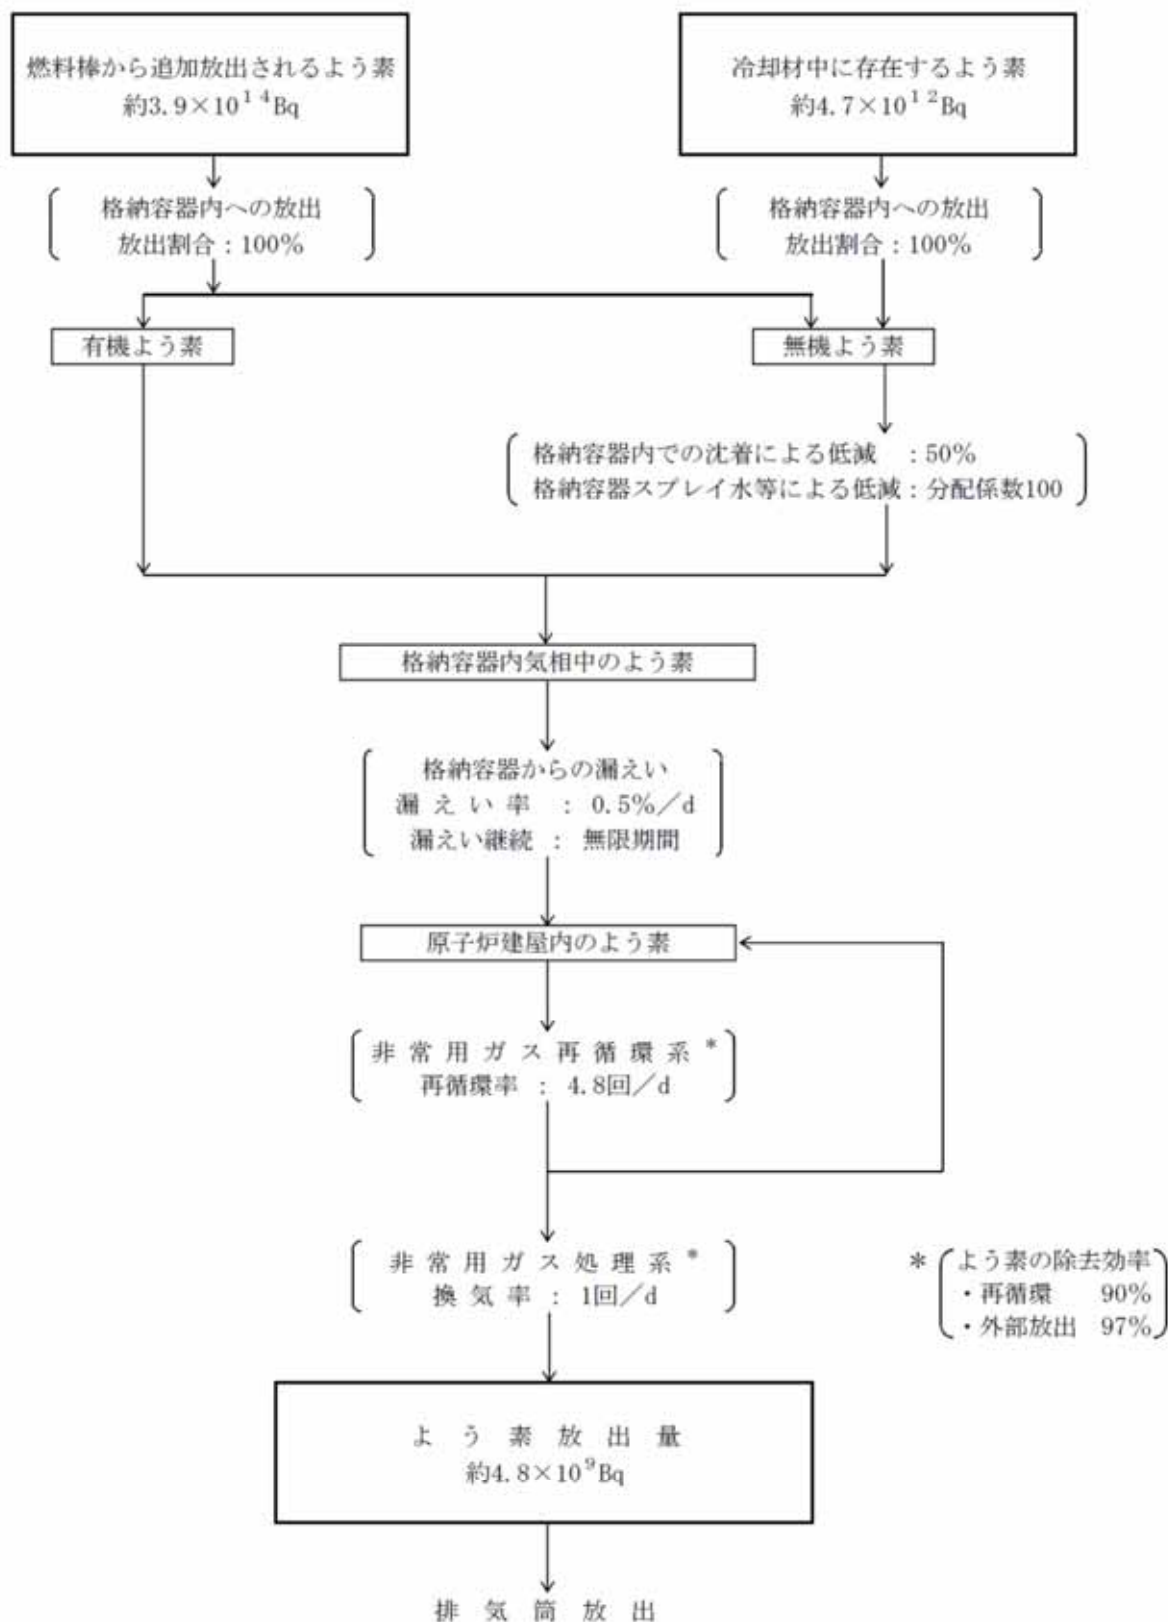 燃料棒から追加放出されるよう素
約3.9×10¹⁴Bq
冷却材中に存在するよう素
約4.7×10¹²Bq
格納容器内への放出
放出割合：100％
格納容器内への放出
放出割合：100％
有機よう素
無機よう素
格納容器内での沈着による低減　：50％
格納容器スプレイ水等による低減：分配係数100
格納容器内気相中のよう素
格納容器からの漏えい
漏えい率　：　0.5％／d
漏えい継続　：　無限期間
原子炉建屋内のよう素
非常用ガス再循環系＊
再循環率　：　4.8回／d
非常用ガス処理系＊
換気率　：　1回／d
＊　よう素の除去効率
・再循環　　90％
・外部放出　97％
よう素放出量
約4.8×10⁹Bq
排気筒放出